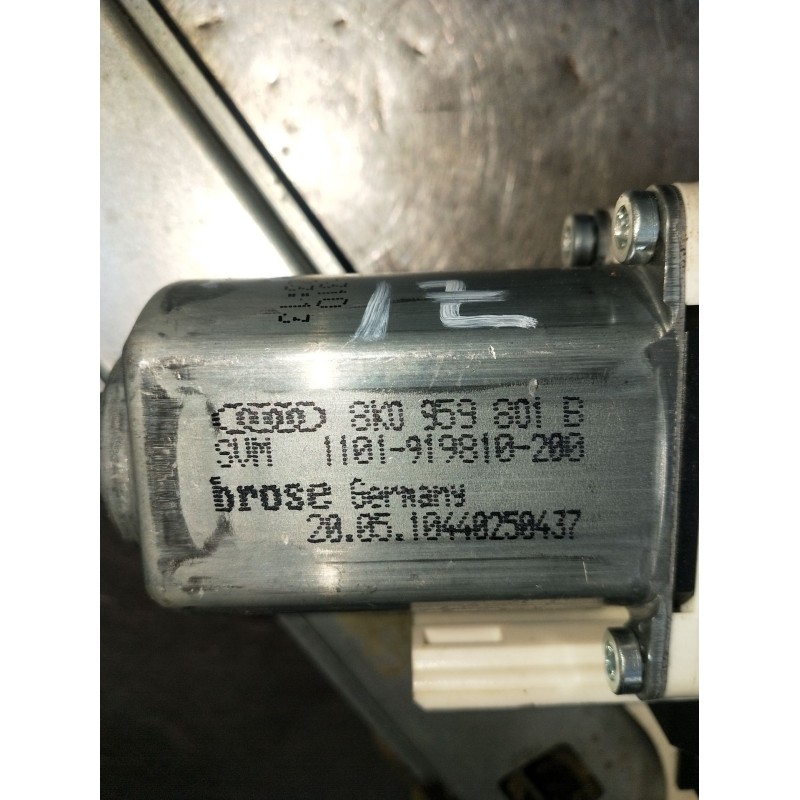 8K0 959 801 B
SVM 1101-919810-200
brose Germany
20.05.10440250437